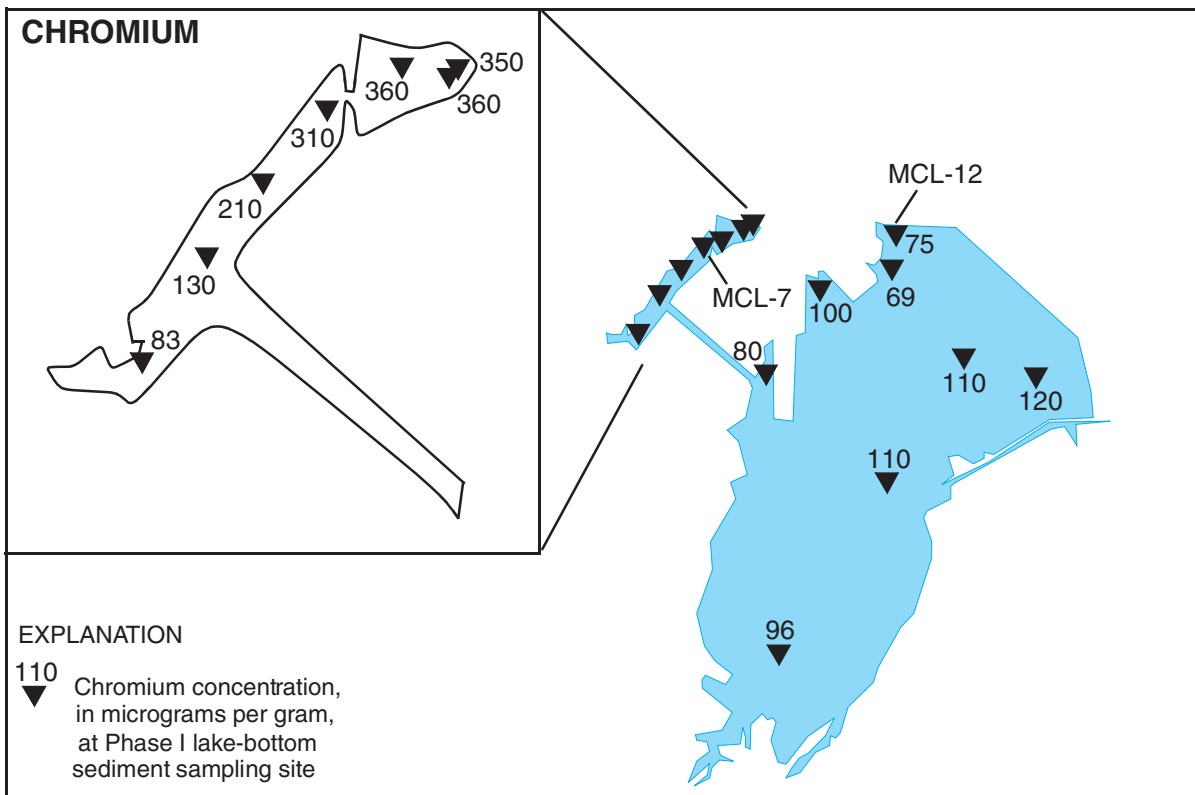 CHROMIUM
350
360
360
310
210
130
83
MCL-12
75
69
MCL-7
100
80
110
120
110
96
EXPLANATION
110
Chromium concentration,
in micrograms per gram,
at Phase I lake-bottom
sediment sampling site